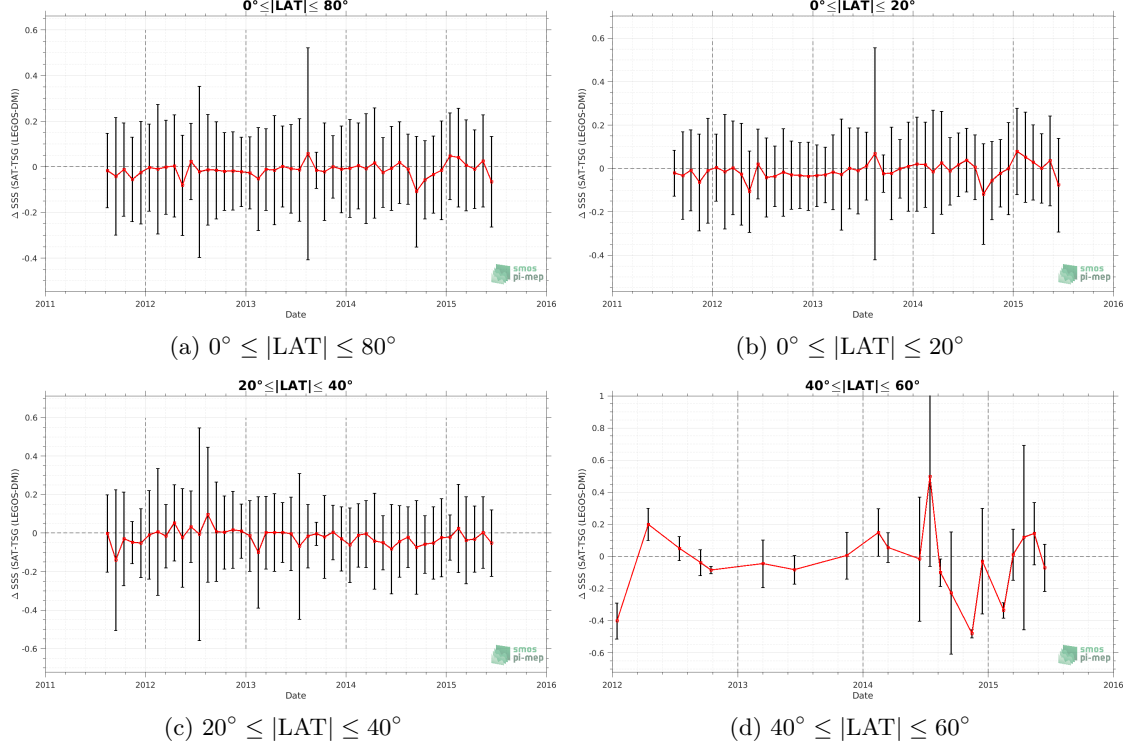 0°≤|LAT|≤ 80°
Δ SSS (SAT-TSG (LEGOS-DM))
0.6
0.4
0.2
0
-0.2
-0.4
2011 2012 2013 2014 2015 2016
Date
smos
pi-mep
(a) 0° ≤ |LAT| ≤ 80°
0°≤|LAT|≤ 20°
Δ SSS (SAT-TSG (LEGOS-DM))
0.6
0.4
0.2
0
-0.2
-0.4
2011 2012 2013 2014 2015 2016
Date
smos
pi-mep
(b) 0° ≤ |LAT| ≤ 20°
20°≤|LAT|≤ 40°
Δ SSS (SAT-TSG (LEGOS-DM))
0.6
0.4
0.2
0
-0.2
-0.4
-0.6
2011 2012 2013 2014 2015 2016
Date
smos
pi-mep
(c) 20° ≤ |LAT| ≤ 40°
40°≤|LAT|≤ 60°
Δ SSS (SAT-TSG (LEGOS-DM))
1
0.8
0.6
0.4
0.2
0
-0.2
-0.4
-0.6
2012 2013 2014 2015 2016
Date
smos
pi-mep
(d) 40° ≤ |LAT| ≤ 60°